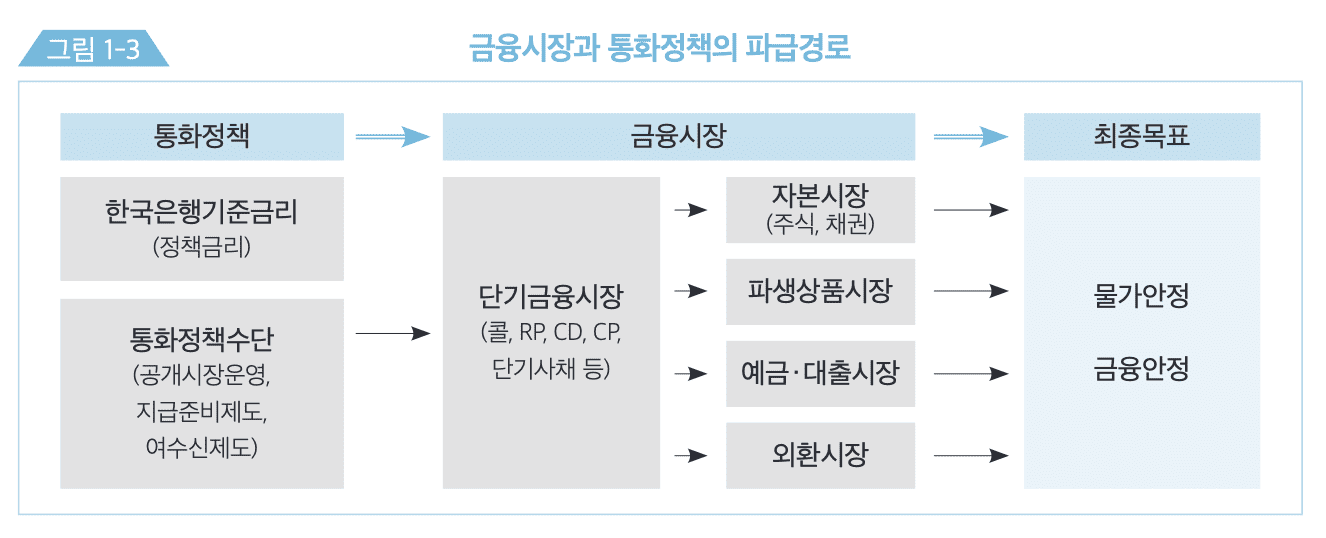 그림 1-3
금융시장과 통화정책의 파급경로
통화정책
금융시장
최종목표
한국은행기준금리
(정책금리)
통화정책수단
(공개시장운영,
지급준비제도,
여수신제도)
단기금융시장
(콜, RP, CD, CP,
단기사채 등)
자본시장
(주식, 채권)
파생상품시장
예금·대출시장
외환시장
물가안정
금융안정